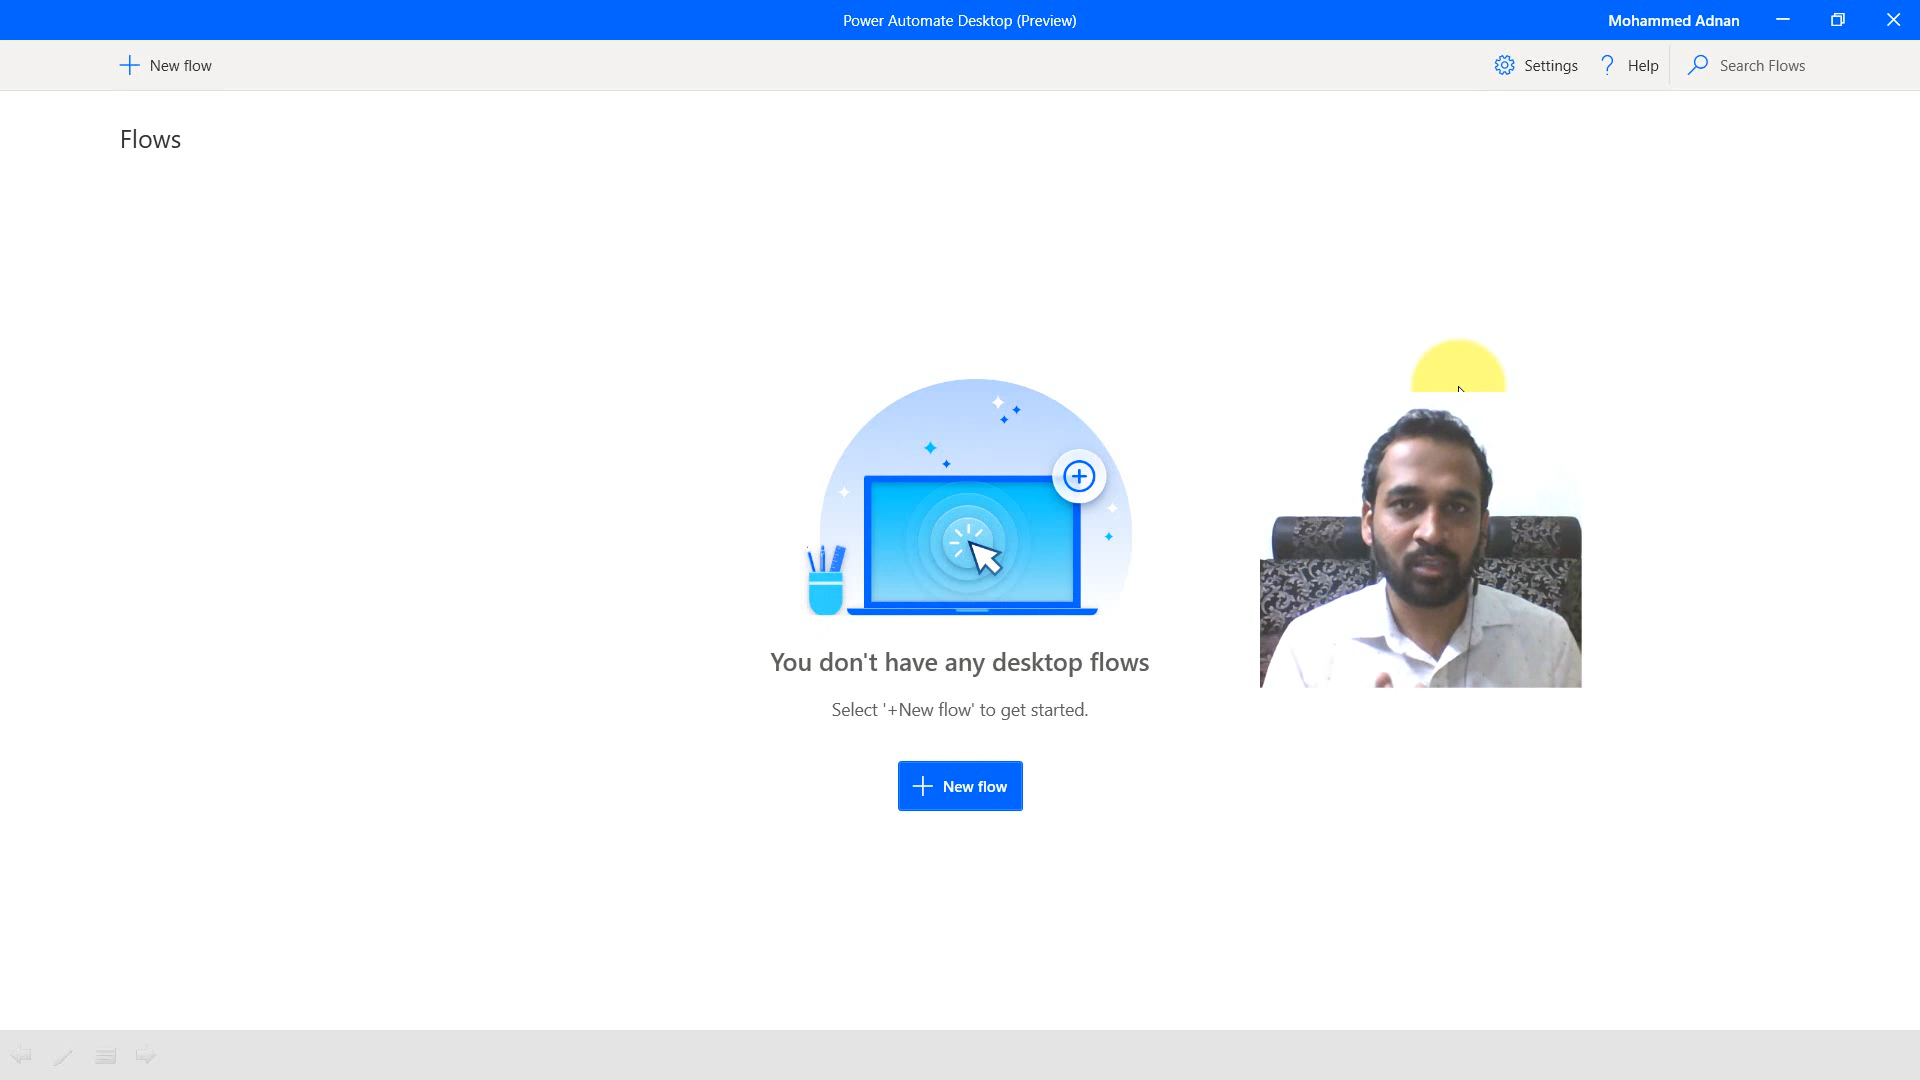 Power Automate Desktop (Preview)
Mohammed Adnan
New flow
Settings
Help
Search Flows
Flows
You don't have any desktop flows
Select '+New flow' to get started.
New flow